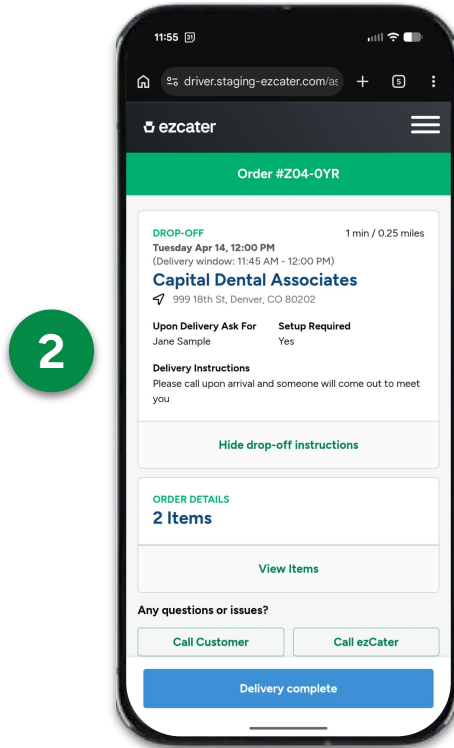 11:55 31
driver.staging-ezcater.com/as
5
ezcater
Order #Z04-0YR
DROP-OFF 1 min / 0.25 miles
Tuesday Apr 14, 12:00 PM
(Delivery window: 11:45 AM - 12:00 PM)
Capital Dental Associates
999 18th St, Denver, CO 80202
Upon Delivery Ask For Setup Required
Jane Sample Yes
Delivery Instructions
Please call upon arrival and someone will come out to meet
you
2
Hide drop-off instructions
ORDER DETAILS
2 Items
View Items
Any questions or issues?
Call Customer Call ezCater
Delivery complete